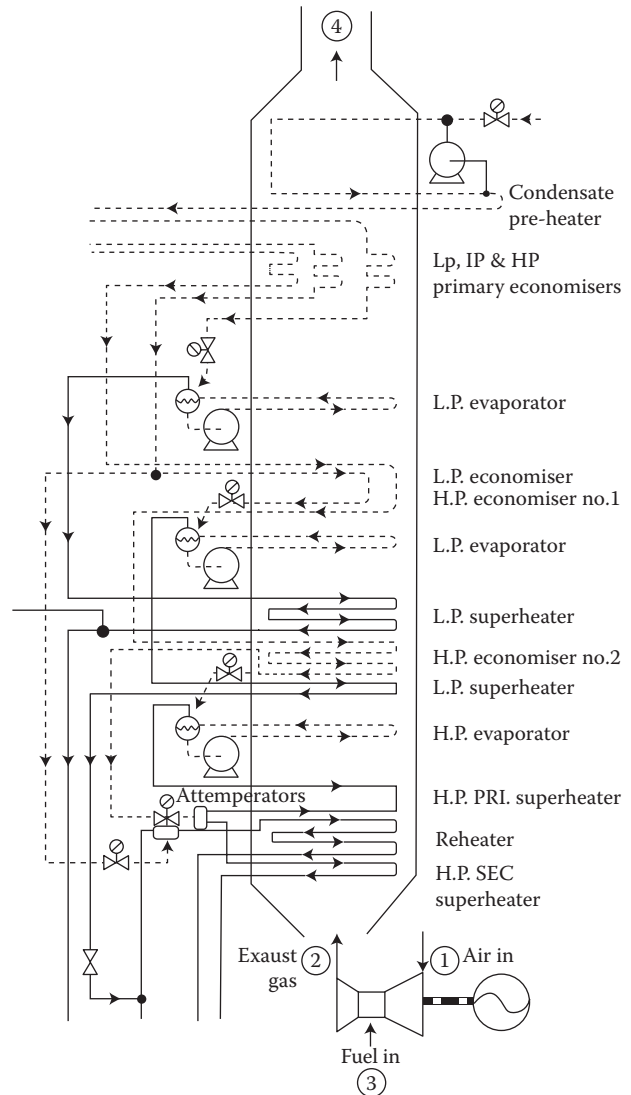 4
Condensate
pre-heater
Lp, IP & HP
primary economisers
L.P. evaporator
L.P. economiser
H.P. economiser no.1
L.P. evaporator
L.P. superheater
H.P. economiser no.2
L.P. superheater
H.P. evaporator
Attemperators
H.P. PRI. superheater
Reheater
H.P. SEC
superheater
Exaust
gas
2
1 Air in
Fuel in
3